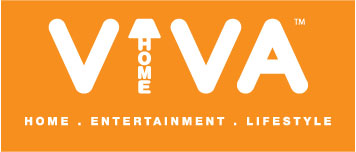 VIVA™
HOME
HOME . ENTERTAINMENT . LIFESTYLE